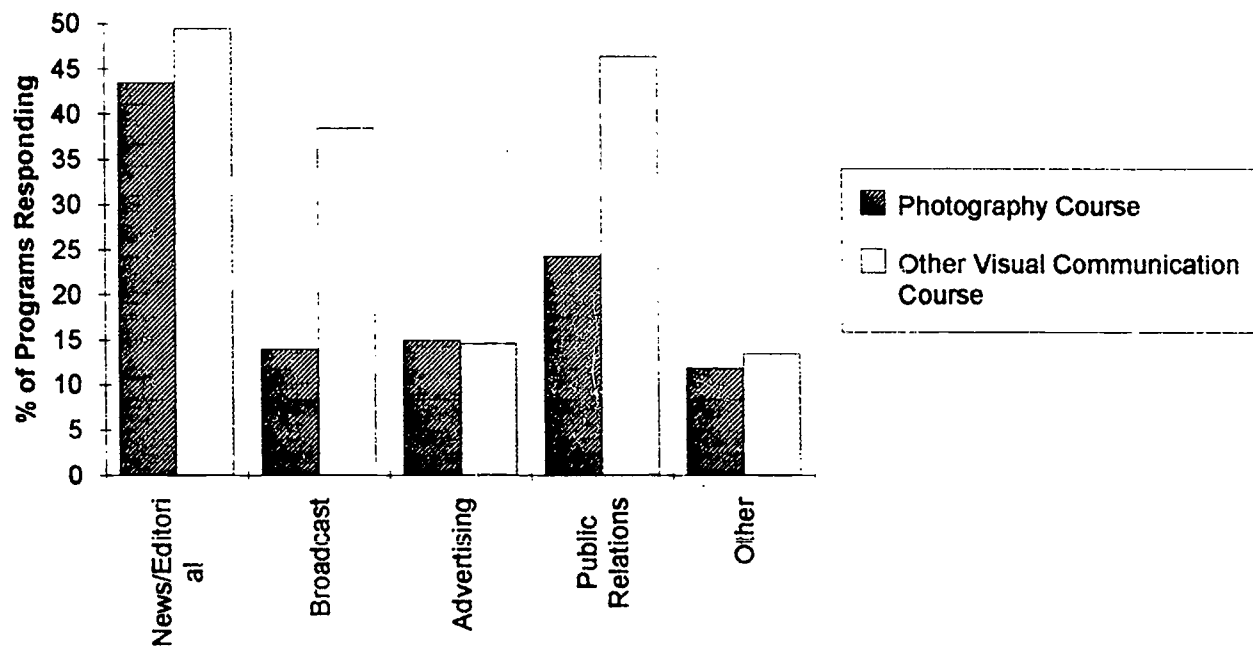 % of Programs Responding
50
45
40
35
30
25
20
15
10
5
0
News/Editori
al
Broadcast
Advertising
Public
Relations
Other
Photography Course
Other Visual Communication
Course